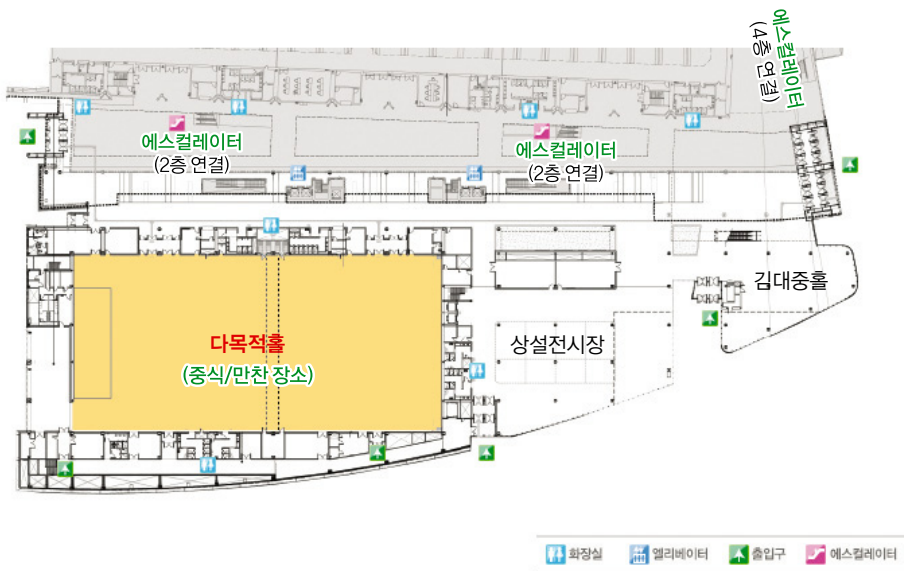 에스컬레이터
(4층 연결)
에스컬레이터
(2층 연결)
에스컬레이터
(2층 연결)
김대중홀
다목적홀
(중식/만찬 장소)
상설전시장
화장실
엘리베이터
출입구
에스컬레이터